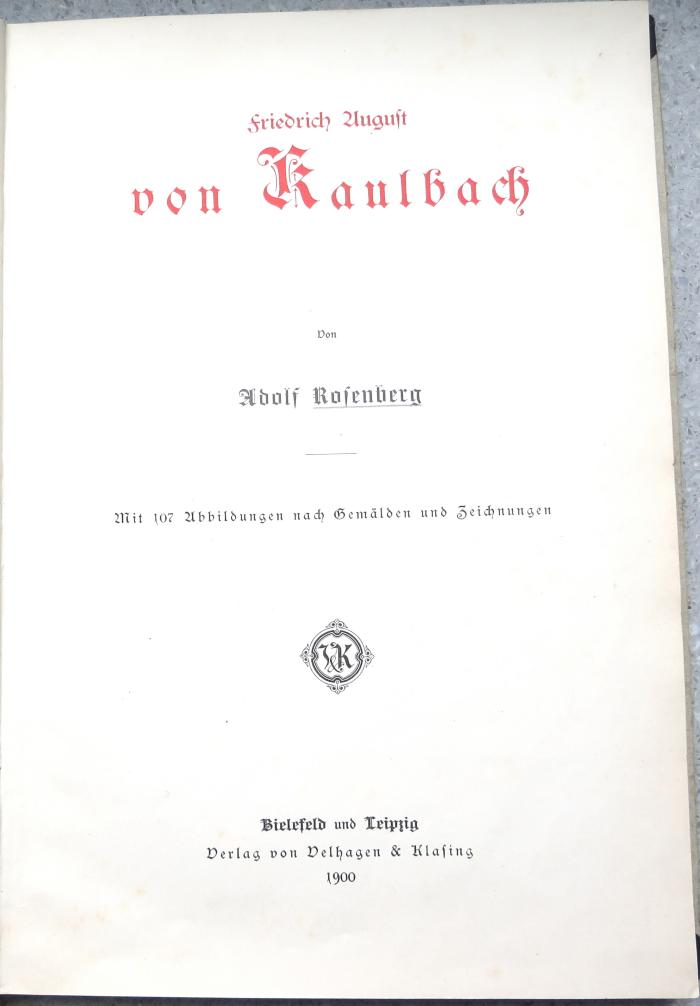 Friedrich August
von Kaulbach
Von
Adolf Rosenberg
Mit 107 Abbildungen nach Gemälden und Zeichnungen
V&K
Bielefeld und Leipzig
Verlag von Velhagen & Klasing
1900